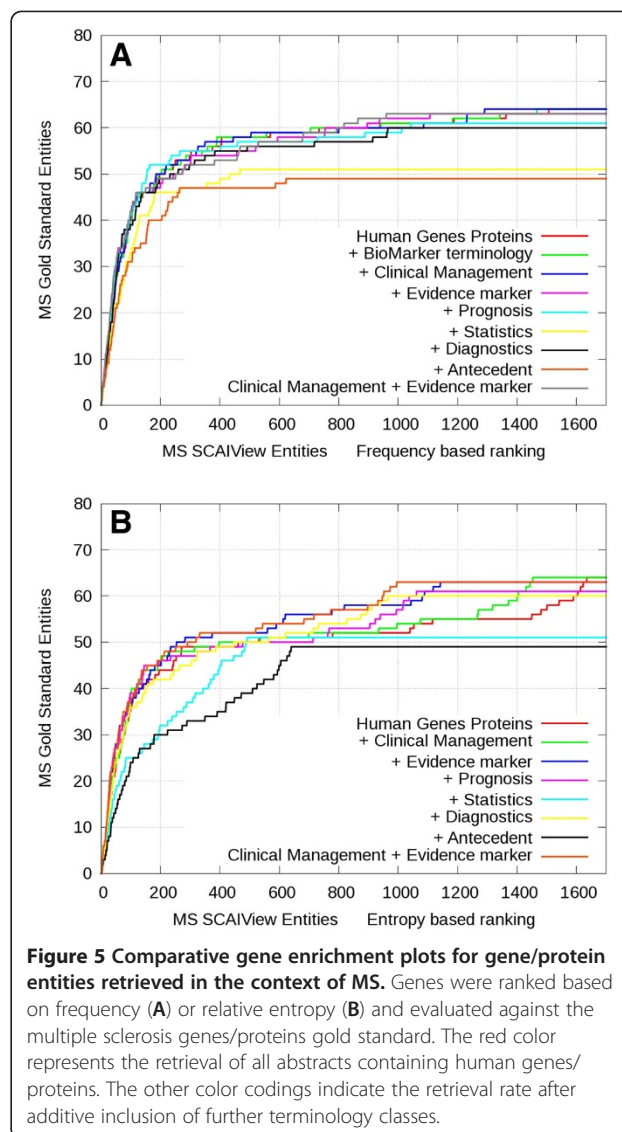 A
80
70
60
50
40
30
20
10
0
MS Gold Standard Entities
Human Genes Proteins
+ BioMarker terminology
+ Clinical Management
+ Evidence marker
+ Prognosis
+ Statistics
+ Diagnostics
+ Antecedent
Clinical Management + Evidence marker
0 200 400 600 800 1000 1200 1400 1600
MS SCAIView Entities Frequency based ranking
B
80
70
60
50
40
30
20
10
0
MS Gold Standard Entities
Human Genes Proteins
+ Clinical Management
+ Evidence marker
+ Prognosis
+ Statistics
+ Diagnostics
+ Antecedent
Clinical Management + Evidence marker
0 200 400 600 800 1000 1200 1400 1600
MS SCAIView Entities Entropy based ranking
Figure 5 Comparative gene enrichment plots for gene/protein
entities retrieved in the context of MS. Genes were ranked based
on frequency (A) or relative entropy (B) and evaluated against the
multiple sclerosis genes/proteins gold standard. The red color
represents the retrieval of all abstracts containing human genes/
proteins. The other color codings indicate the retrieval rate after
additive inclusion of further terminology classes.